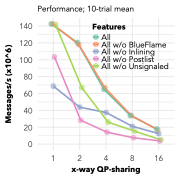 Performance; 10-trial mean
Messages/s (x10^6)
140
120
100
80
60
40
20
0
Features
All
All w/o BlueFlame
All w/o Inlining
All w/o Postlist
All w/o Unsignaled
1
2
4
8
16
x-way QP-sharing